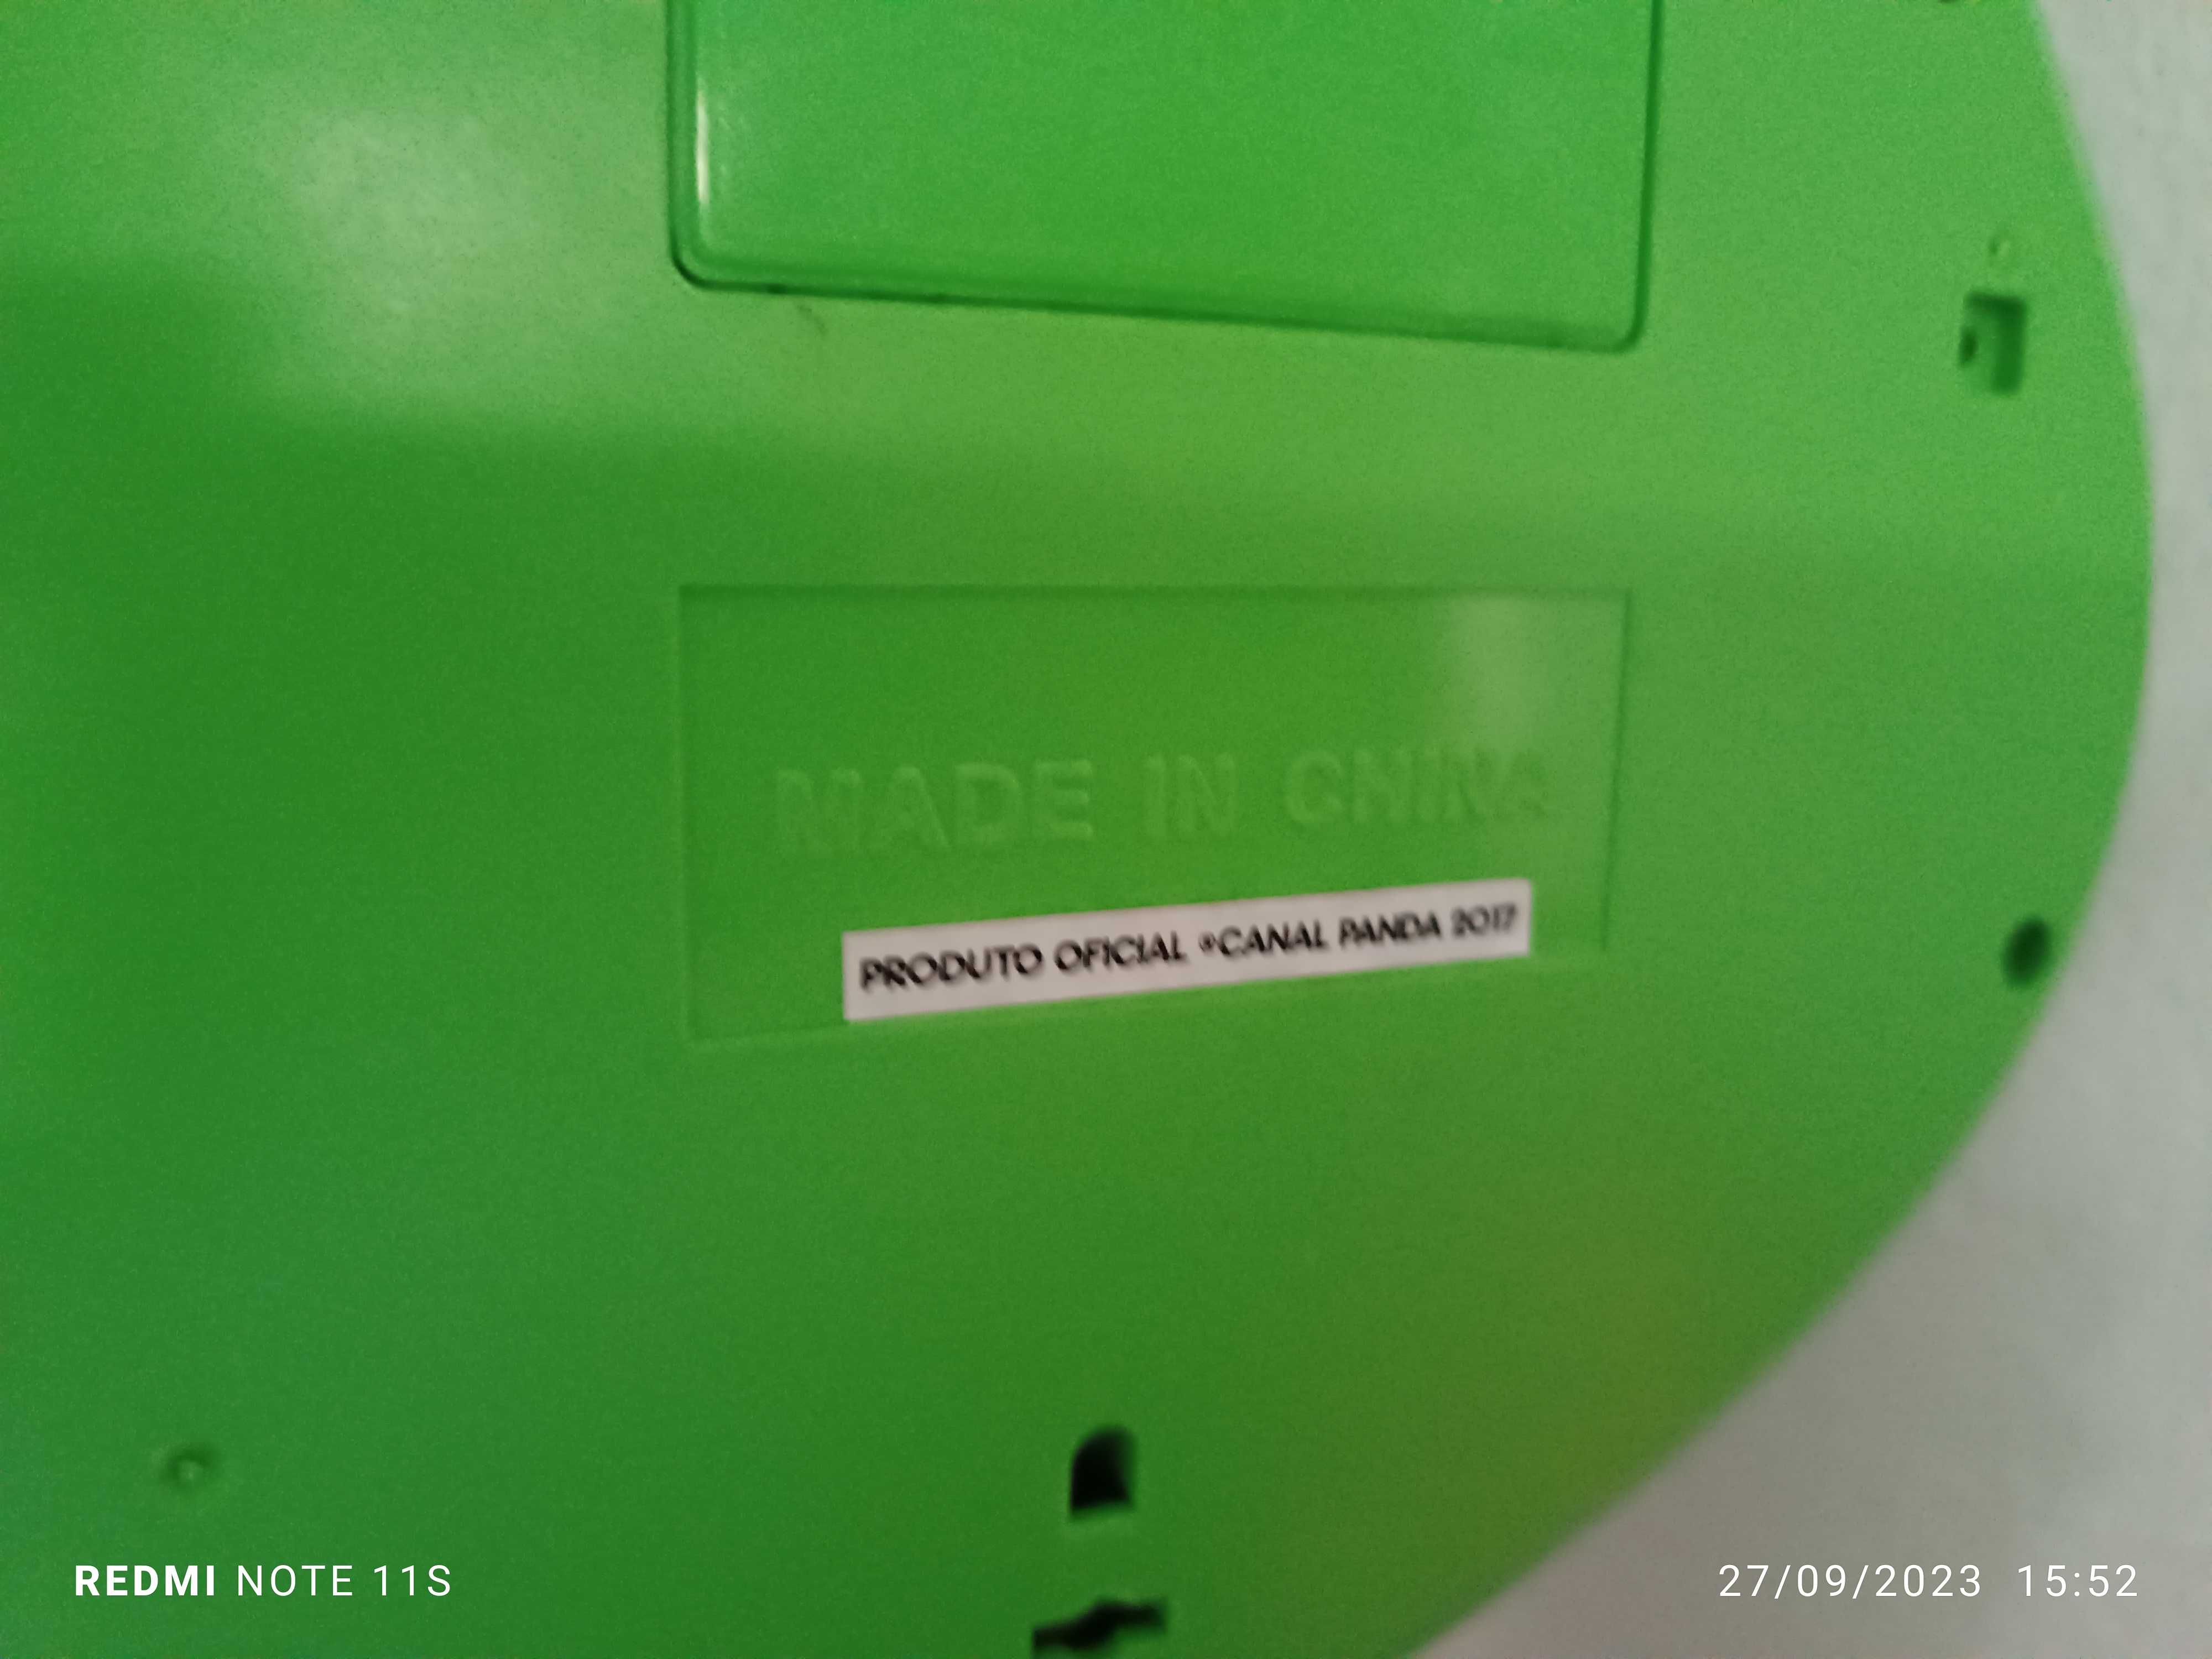 MADE IN CHINA
PRODUTO OFICIAL ®CANAL PANDA 2017
REDMI NOTE 11S
27/09/2023 15:52